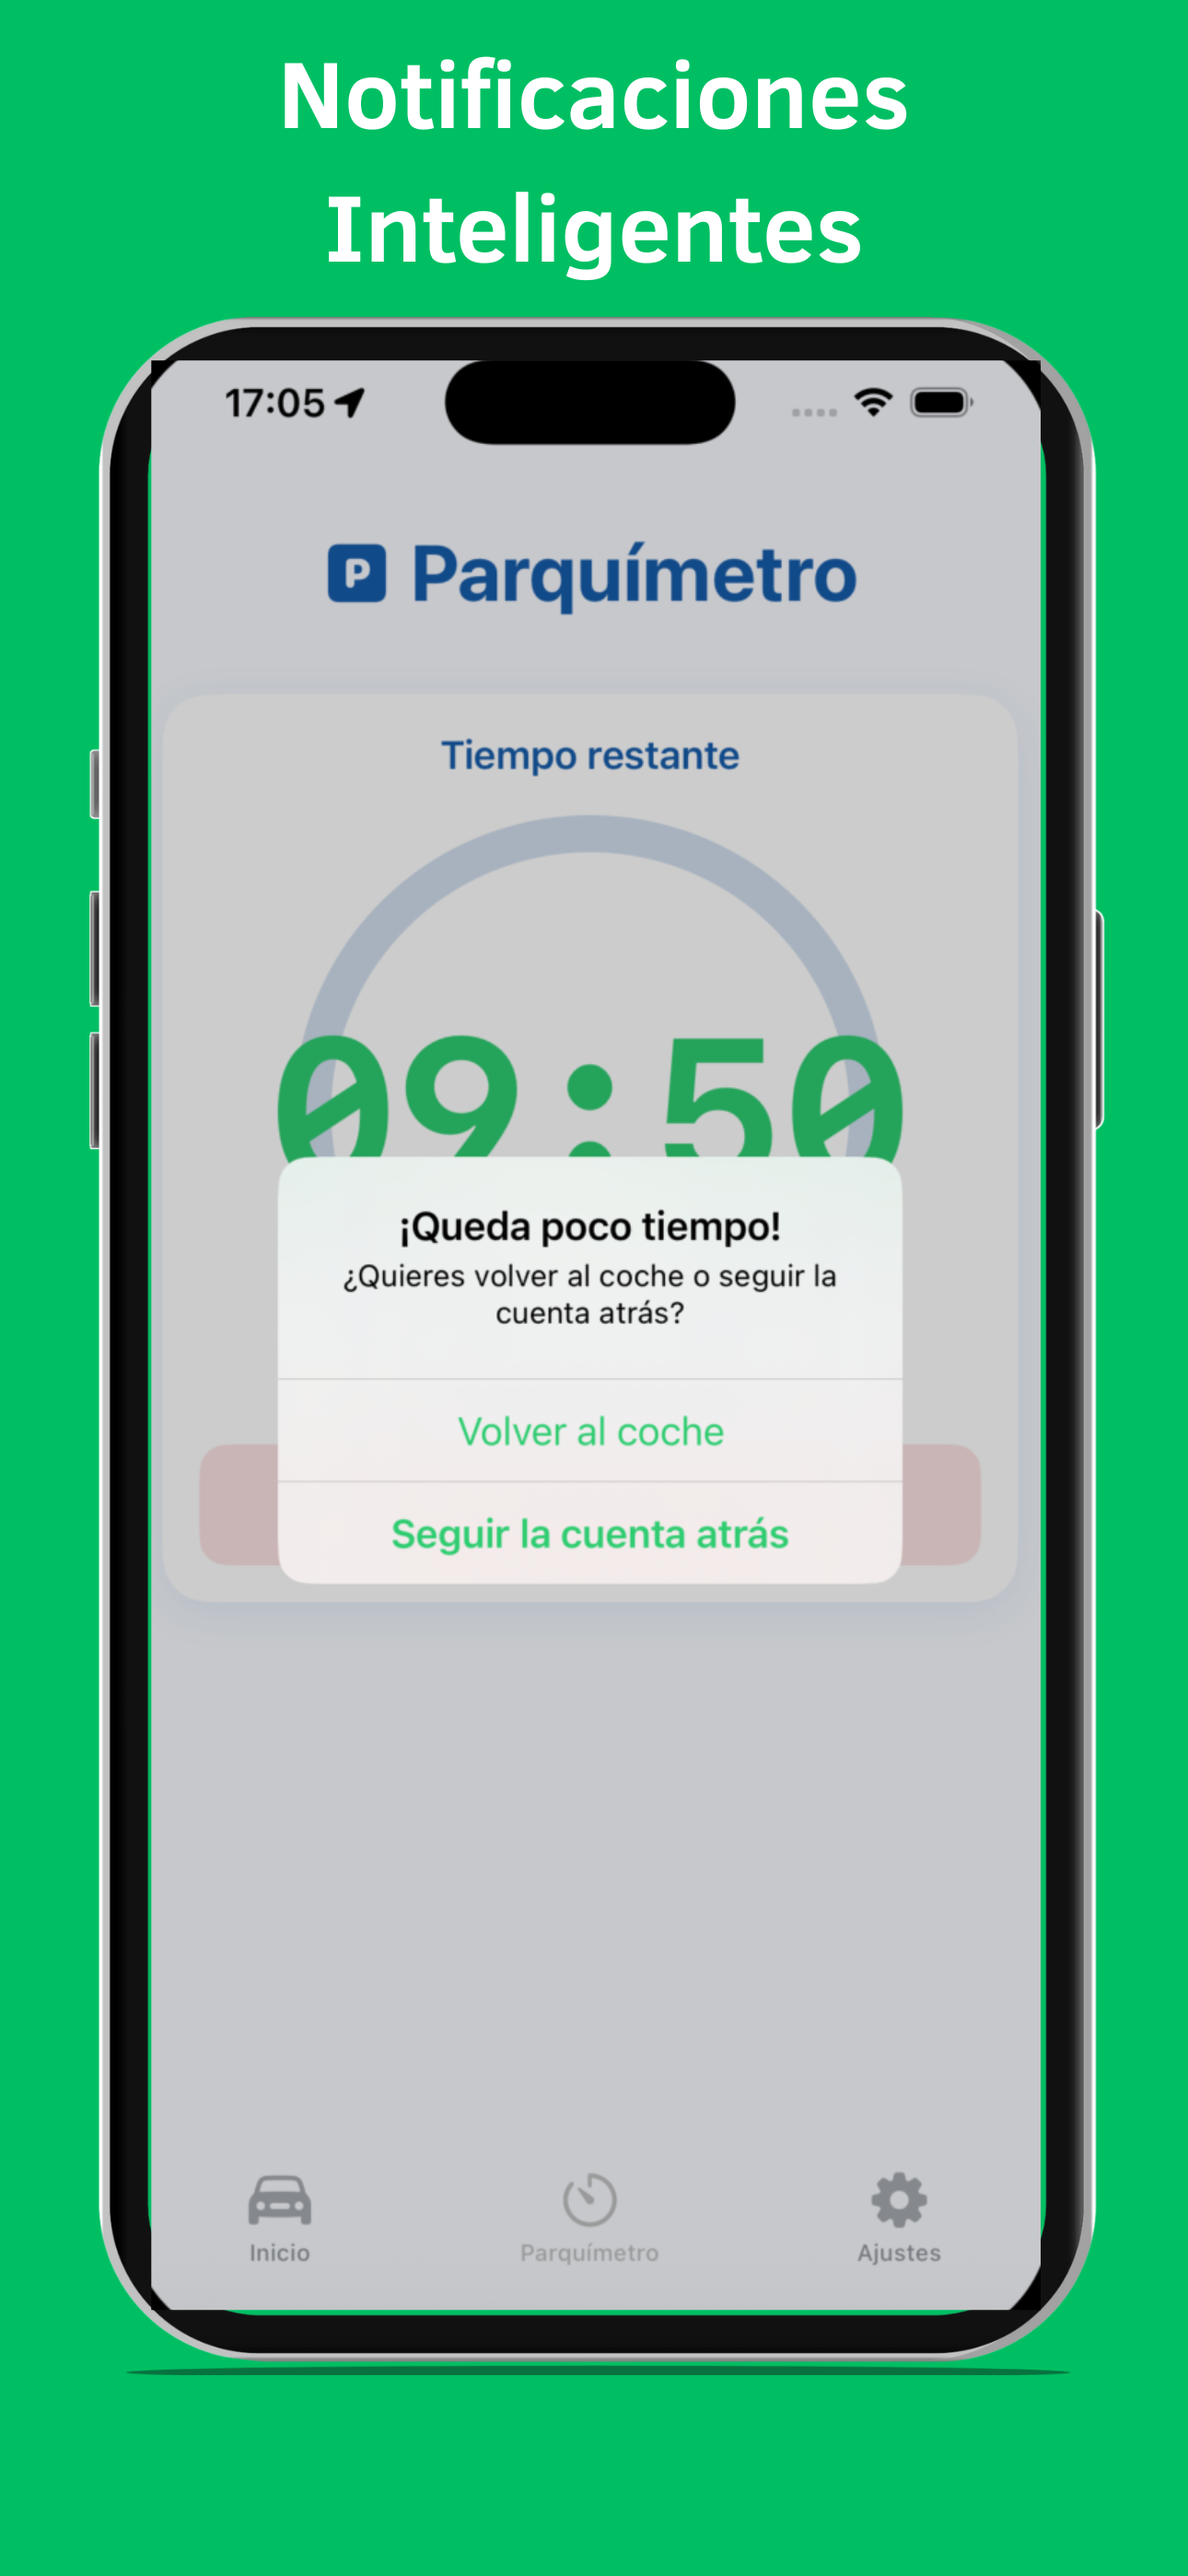 Notificaciones
Inteligentes
17:05
P Parquímetro
Tiempo restante
09:50
¡Queda poco tiempo!
¿Quieres volver al coche o seguir la
cuenta atrás?
Volver al coche
Seguir la cuenta atrás
Inicio
Parquímetro
Ajustes